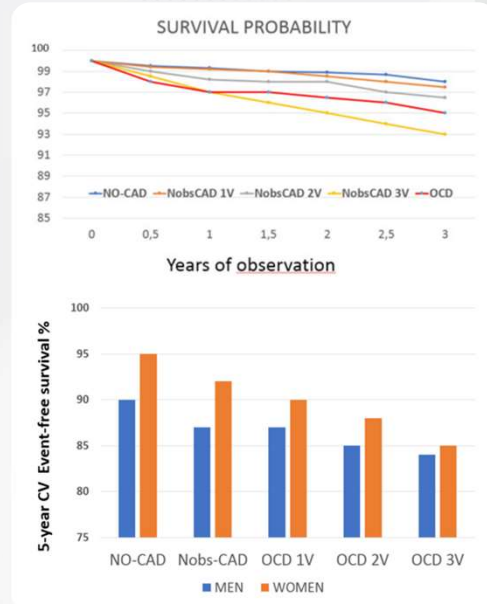 SURVIVAL PROBABILITY
100
99
97
95
93
91
89
87
85
NO-CAD NobsCAD 1V NobsCAD 2V NobsCAD 3V OCD
0 0,5 1 1,5 2 2,5 3
Years of observation
5-year CV Event-free survival %
100
95
90
85
80
75
NO-CAD Nobs-CAD OCD 1V OCD 2V OCD 3V
MEN WOMEN